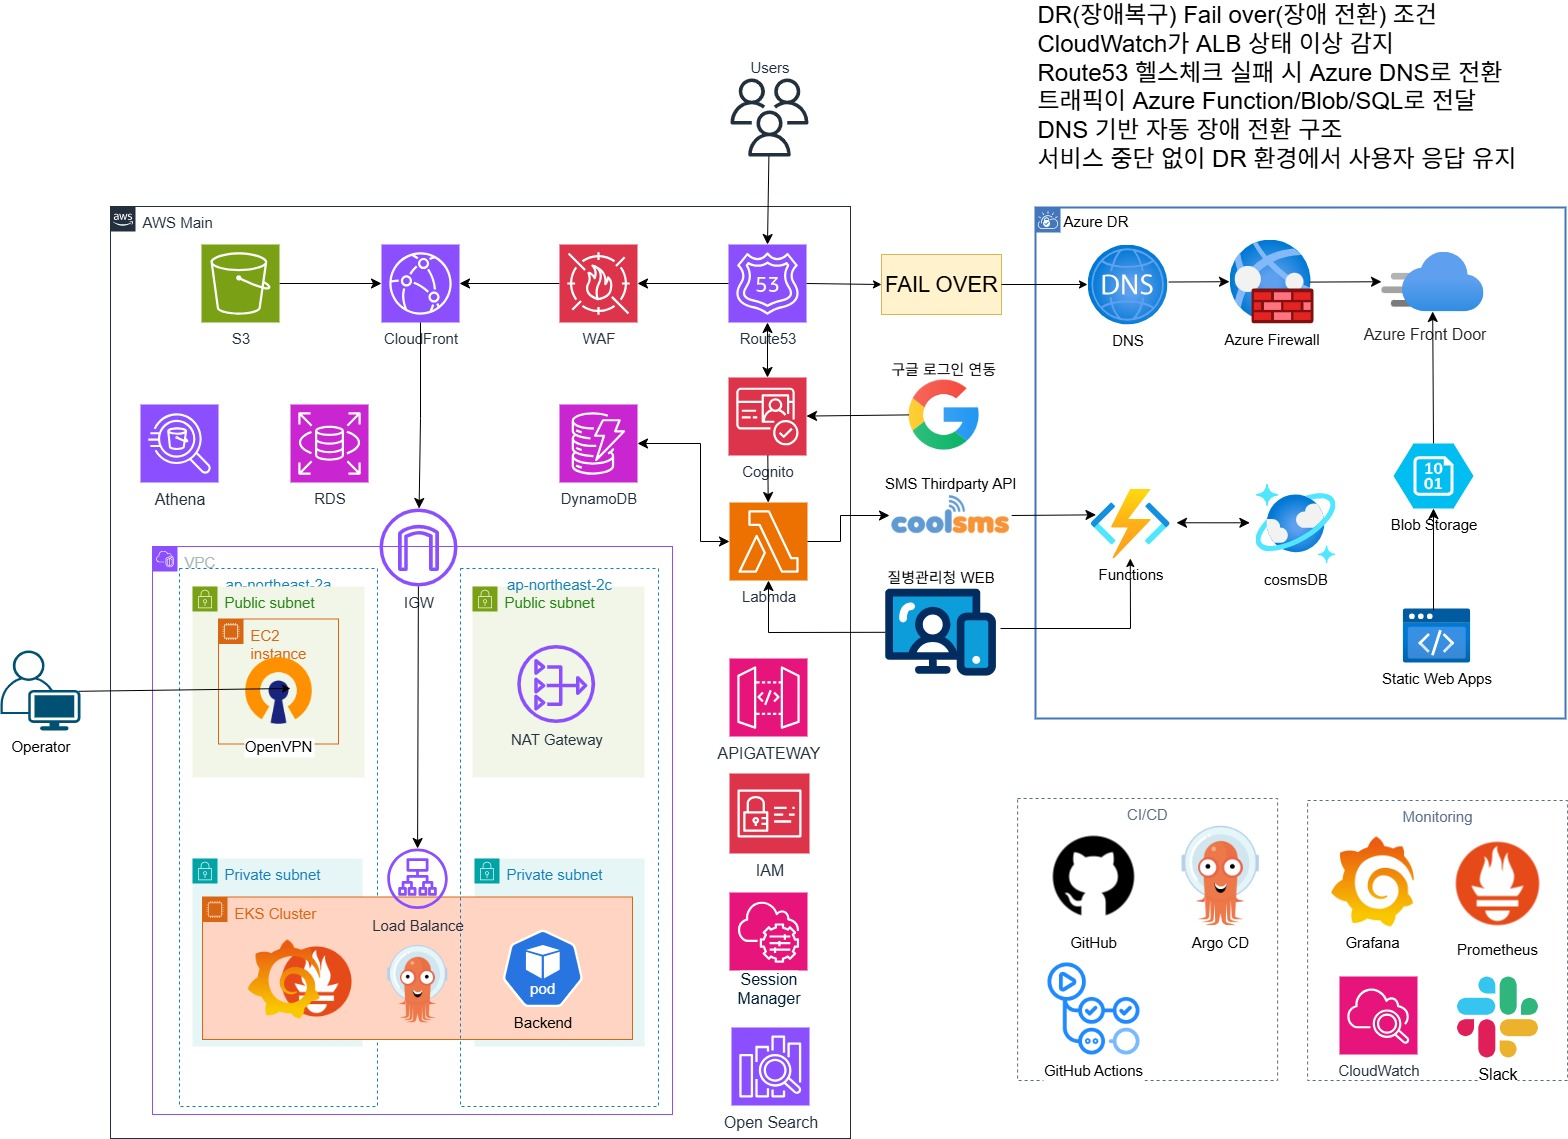 DR(장애복구) Fail over(장애 전환) 조건
CloudWatch가 ALB 상태 이상 감지
Route53 헬스체크 실패 시 Azure DNS로 전환
트래픽이 Azure Function/Blob/SQL로 전달
DNS 기반 자동 장애 전환 구조
서비스 중단 없이 DR 환경에서 사용자 응답 유지
Users
aws
AWS Main
S3
CloudFront
WAF
53
Route53
FAIL OVER
Azure DR
DNS
DNS
Azure Firewall
Azure Front Door
구글 로그인 연동
Cognito
Athena
RDS
DynamoDB
SMS Thirdparty API
coolsms
Labmda
질병관리청 WEB
Functions
cosmsDB
10
01
Blob Storage
Static Web Apps
VPC
ap-northeast-2a
Public subnet
EC2
instance
OpenVPN
IGW
ap-northeast-2c
Public subnet
NAT Gateway
Operator
APIGATEWAY
IAM
Session
Manager
Open Search
Private subnet
Private subnet
EKS Cluster
Load Balance
pod
Backend
CI/CD
GitHub
Argo CD
GitHub Actions
Monitoring
Grafana
Prometheus
CloudWatch
Slack